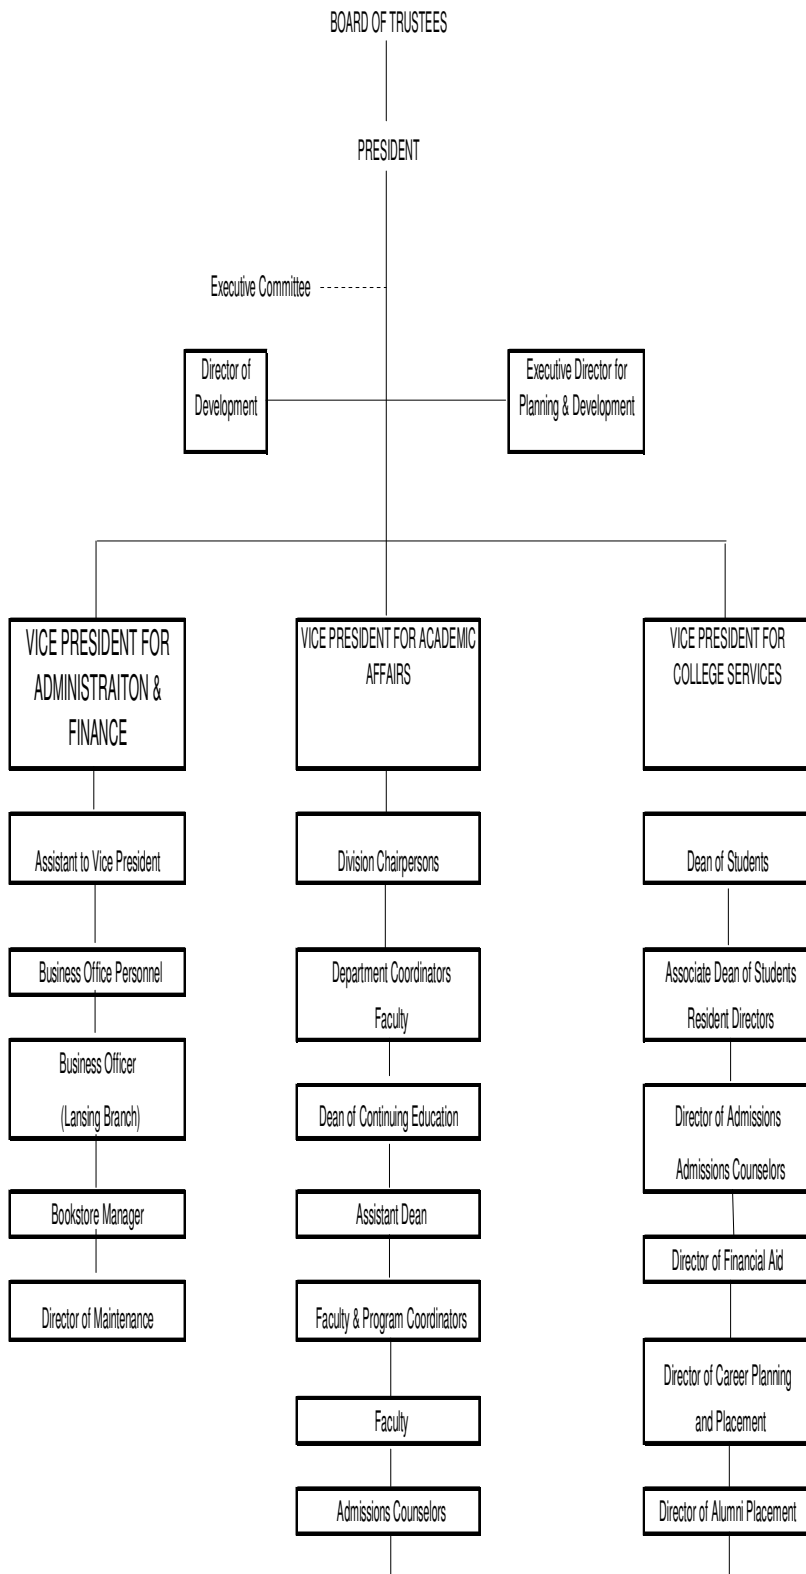 BOARD OF TRUSTEES
PRESIDENT
Executive Committee
Director of
Development
Executive Director for
Planning & Development
VICE PRESIDENT FOR
ADMINISTRAITON &
FINANCE
Assistant to Vice President
Business Office Personnel
Business Officer
(Lansing Branch)
Bookstore Manager
Director of Maintenance
VICE PRESIDENT FOR ACADEMIC
AFFAIRS
Division Chairpersons
Department Coordinators
Faculty
Dean of Continuing Education
Assistant Dean
Faculty & Program Coordinators
Faculty
Admissions Counselors
VICE PRESIDENT FOR
COLLEGE SERVICES
Dean of Students
Associate Dean of Students
Resident Directors
Director of Admissions
Admissions Counselors
Director of Financial Aid
Director of Career Planning
and Placement
Director of Alumni Placement